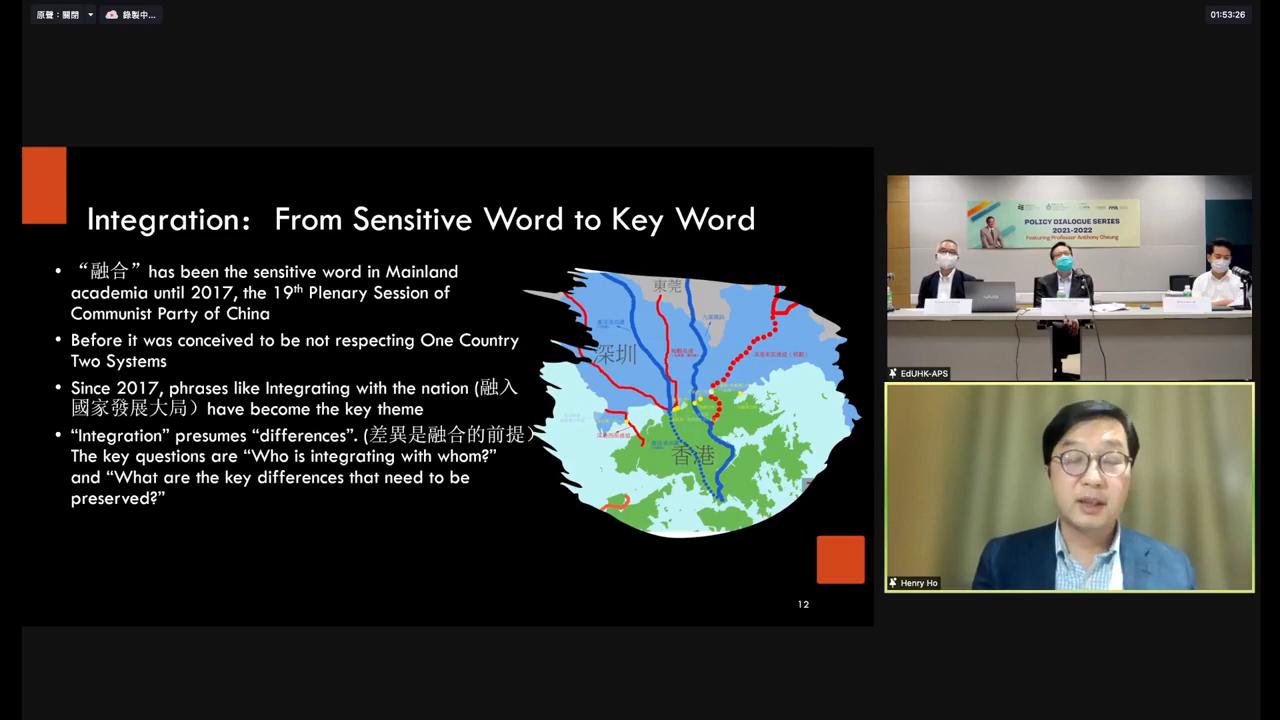 原聲：關閉
錄製中...
01:53:26
Integration: From Sensitive Word to Key Word
• “融合” has been the sensitive word in Mainland
academia until 2017, the 19th Plenary Session of
Communist Party of China
• Before it was conceived to be not respecting One Country
Two Systems
• Since 2017, phrases like Integrating with the nation (融入
國家發展大局) have become the key theme
• “Integration” presumes “differences”. (差異是融合的前提)
The key questions are “Who is integrating with whom?”
and “What are the key differences that need to be
preserved?”
東莞
深圳
香港
12
POLICY DIALOGUE SERIES
2021-2022
Featuring Professor Anthony Cheung
EdUHK-APS
Henry Ho